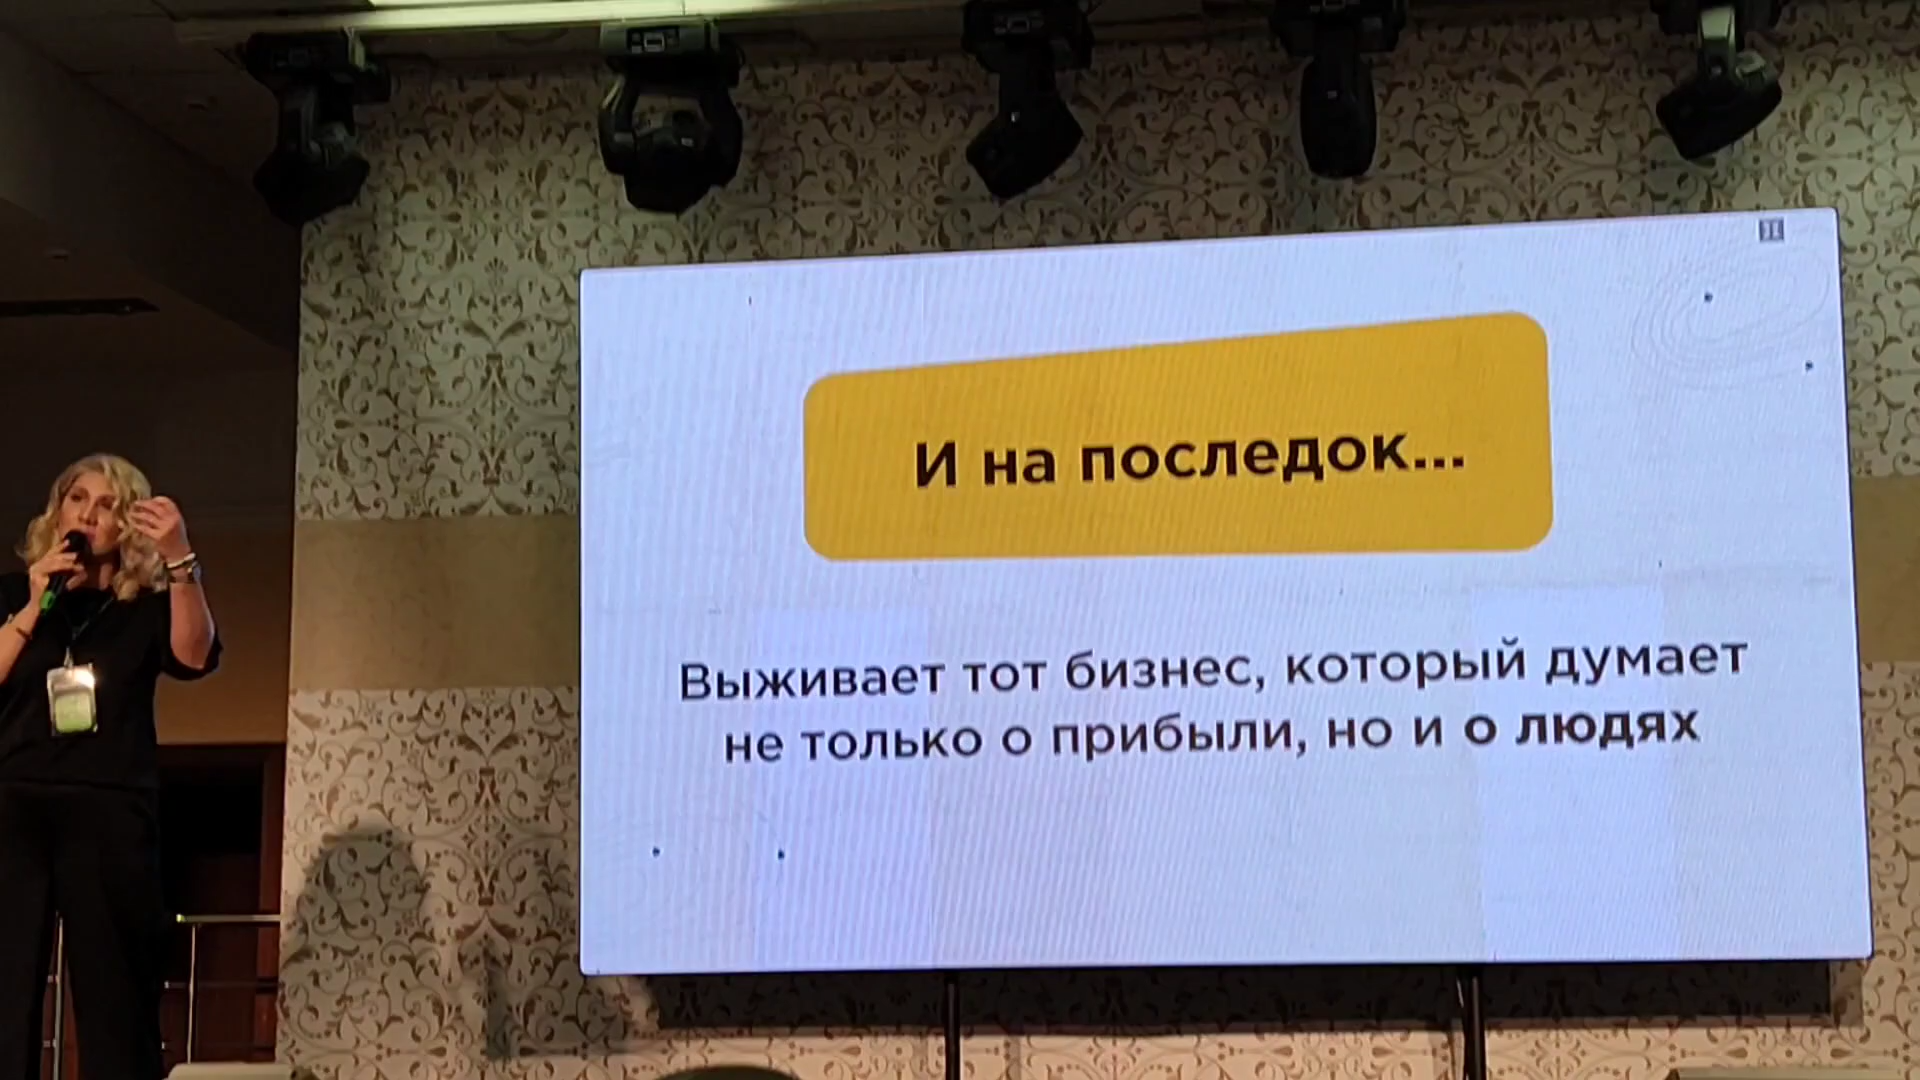 И на последок...
Выживает тот бизнес, который думает
не только о прибыли, но и о людях